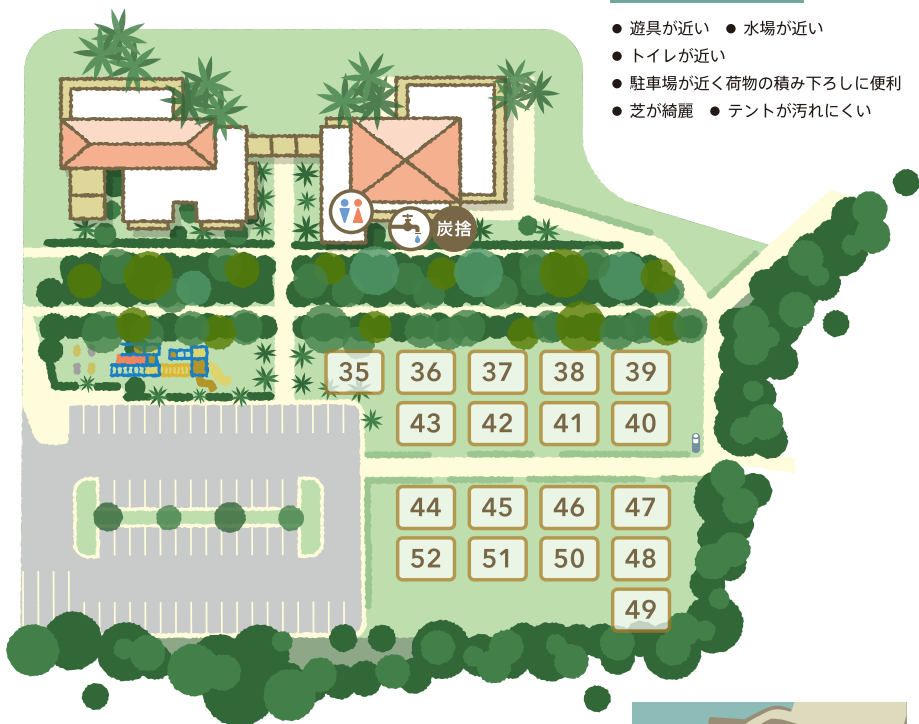 ● 遊具が近い ● 水場が近い
● トイレが近い
● 駐車場が近く荷物の積み下ろしに便利
● 芝が綺麗 ● テントが汚れにくい
炭捨
35 36 37 38 39
43 42 41 40
44 45 46 47
52 51 50 48
49